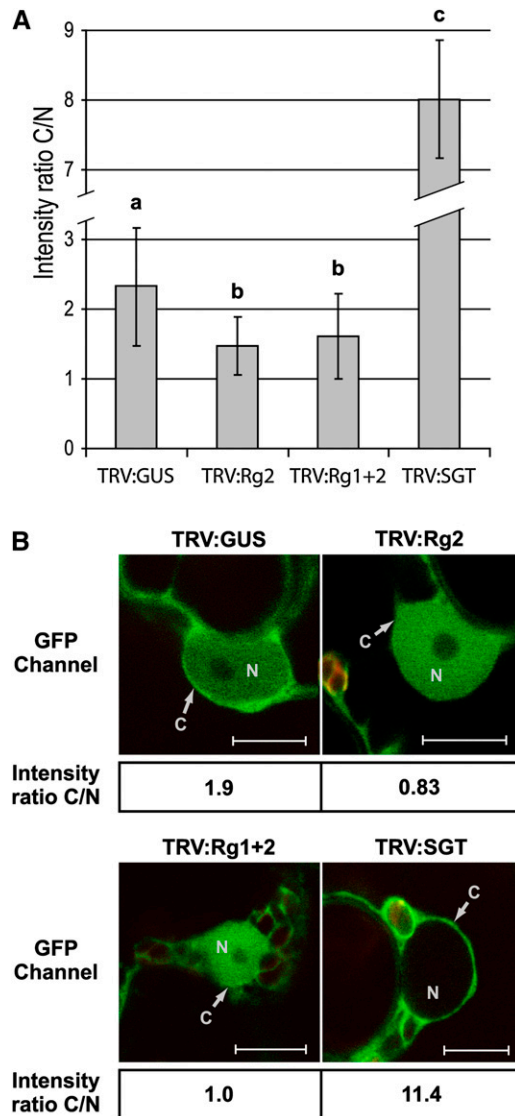 A
Intensity ratio C/N
9
8
7
3
2
1
0
a
b
b
c
TRV:GUS TRV:Rg2 TRV:Rg1+2 TRV:SGT
B
TRV:GUS TRV:Rg2
GFP
Channel
C N
C N
Intensity
ratio C/N
1.9 0.83
TRV:Rg1+2 TRV:SGT
GFP
Channel
N C
C N
Intensity
ratio C/N
1.0 11.4